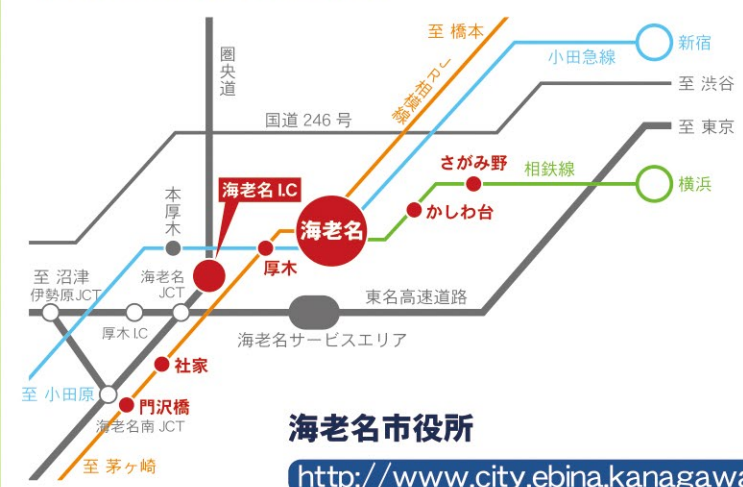 至 橋本
圏央道
JR相模線
小田急線
新宿
至 渋谷
国道 246 号
至 東京
さがみ野
相鉄線
横浜
本厚木
海老名 I.C
海老名
かしわ台
厚木
至 沼津
伊勢原JCT
海老名
JCT
東名高速道路
厚木 I.C
海老名サービスエリア
社家
至 小田原
門沢橋
海老名南 JCT
至 茅ヶ崎
海老名市役所
http://www.city.ebina.kanagawa